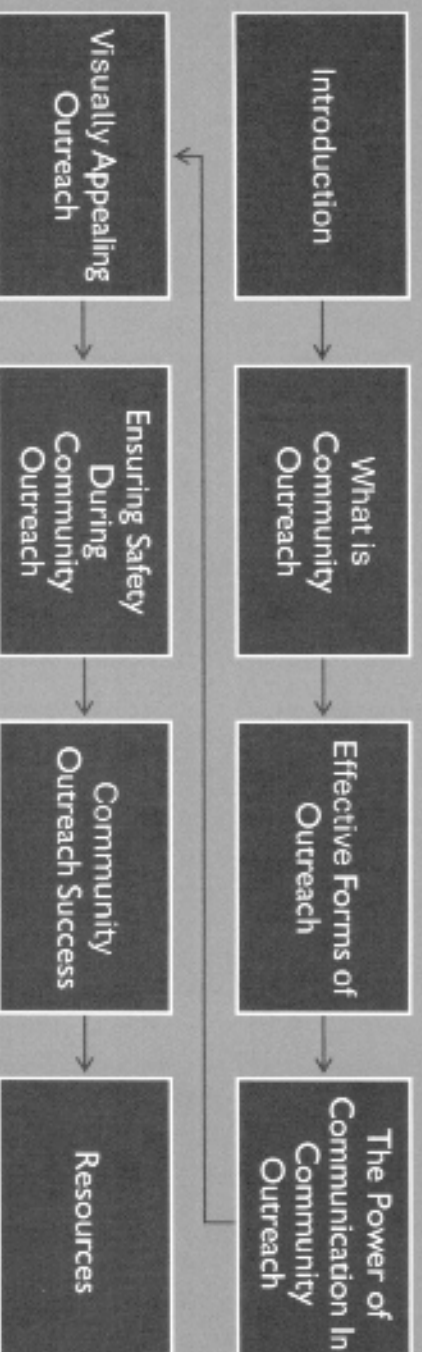 Introduction
What is
Community
Outreach
Effective Forms of
Outreach
The Power of
Communication In
Community
Outreach
Visually Appealing
Outreach
Ensuring Safety
During
Community
Outreach
Community
Outreach Success
Resources